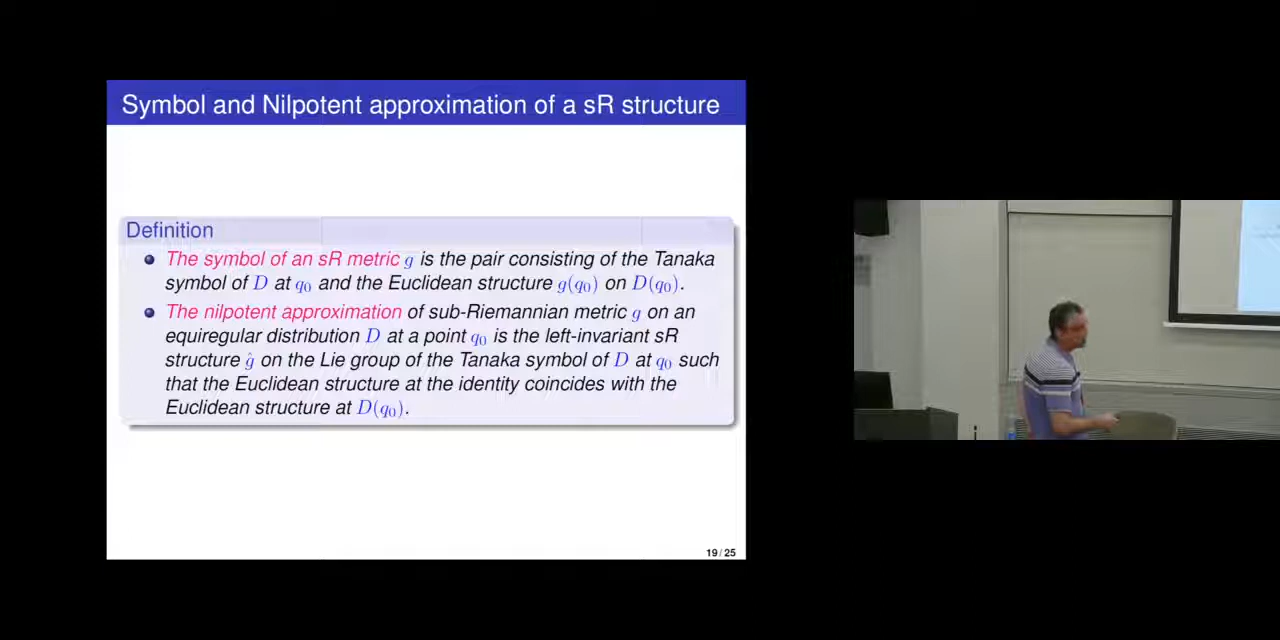 Symbol and Nilpotent approximation of a sR structure
Definition
The symbol of an sR metric g is the pair consisting of the Tanaka
symbol of D at q₀ and the Euclidean structure g(q₀) on D(q₀).
The nilpotent approximation of sub-Riemannian metric g on an
equiregular distribution D at a point q₀ is the left-invariant sR
structure ĝ on the Lie group of the Tanaka symbol of D at q₀ such
that the Euclidean structure at the identity coincides with the
Euclidean structure at D(q₀).
19 / 25